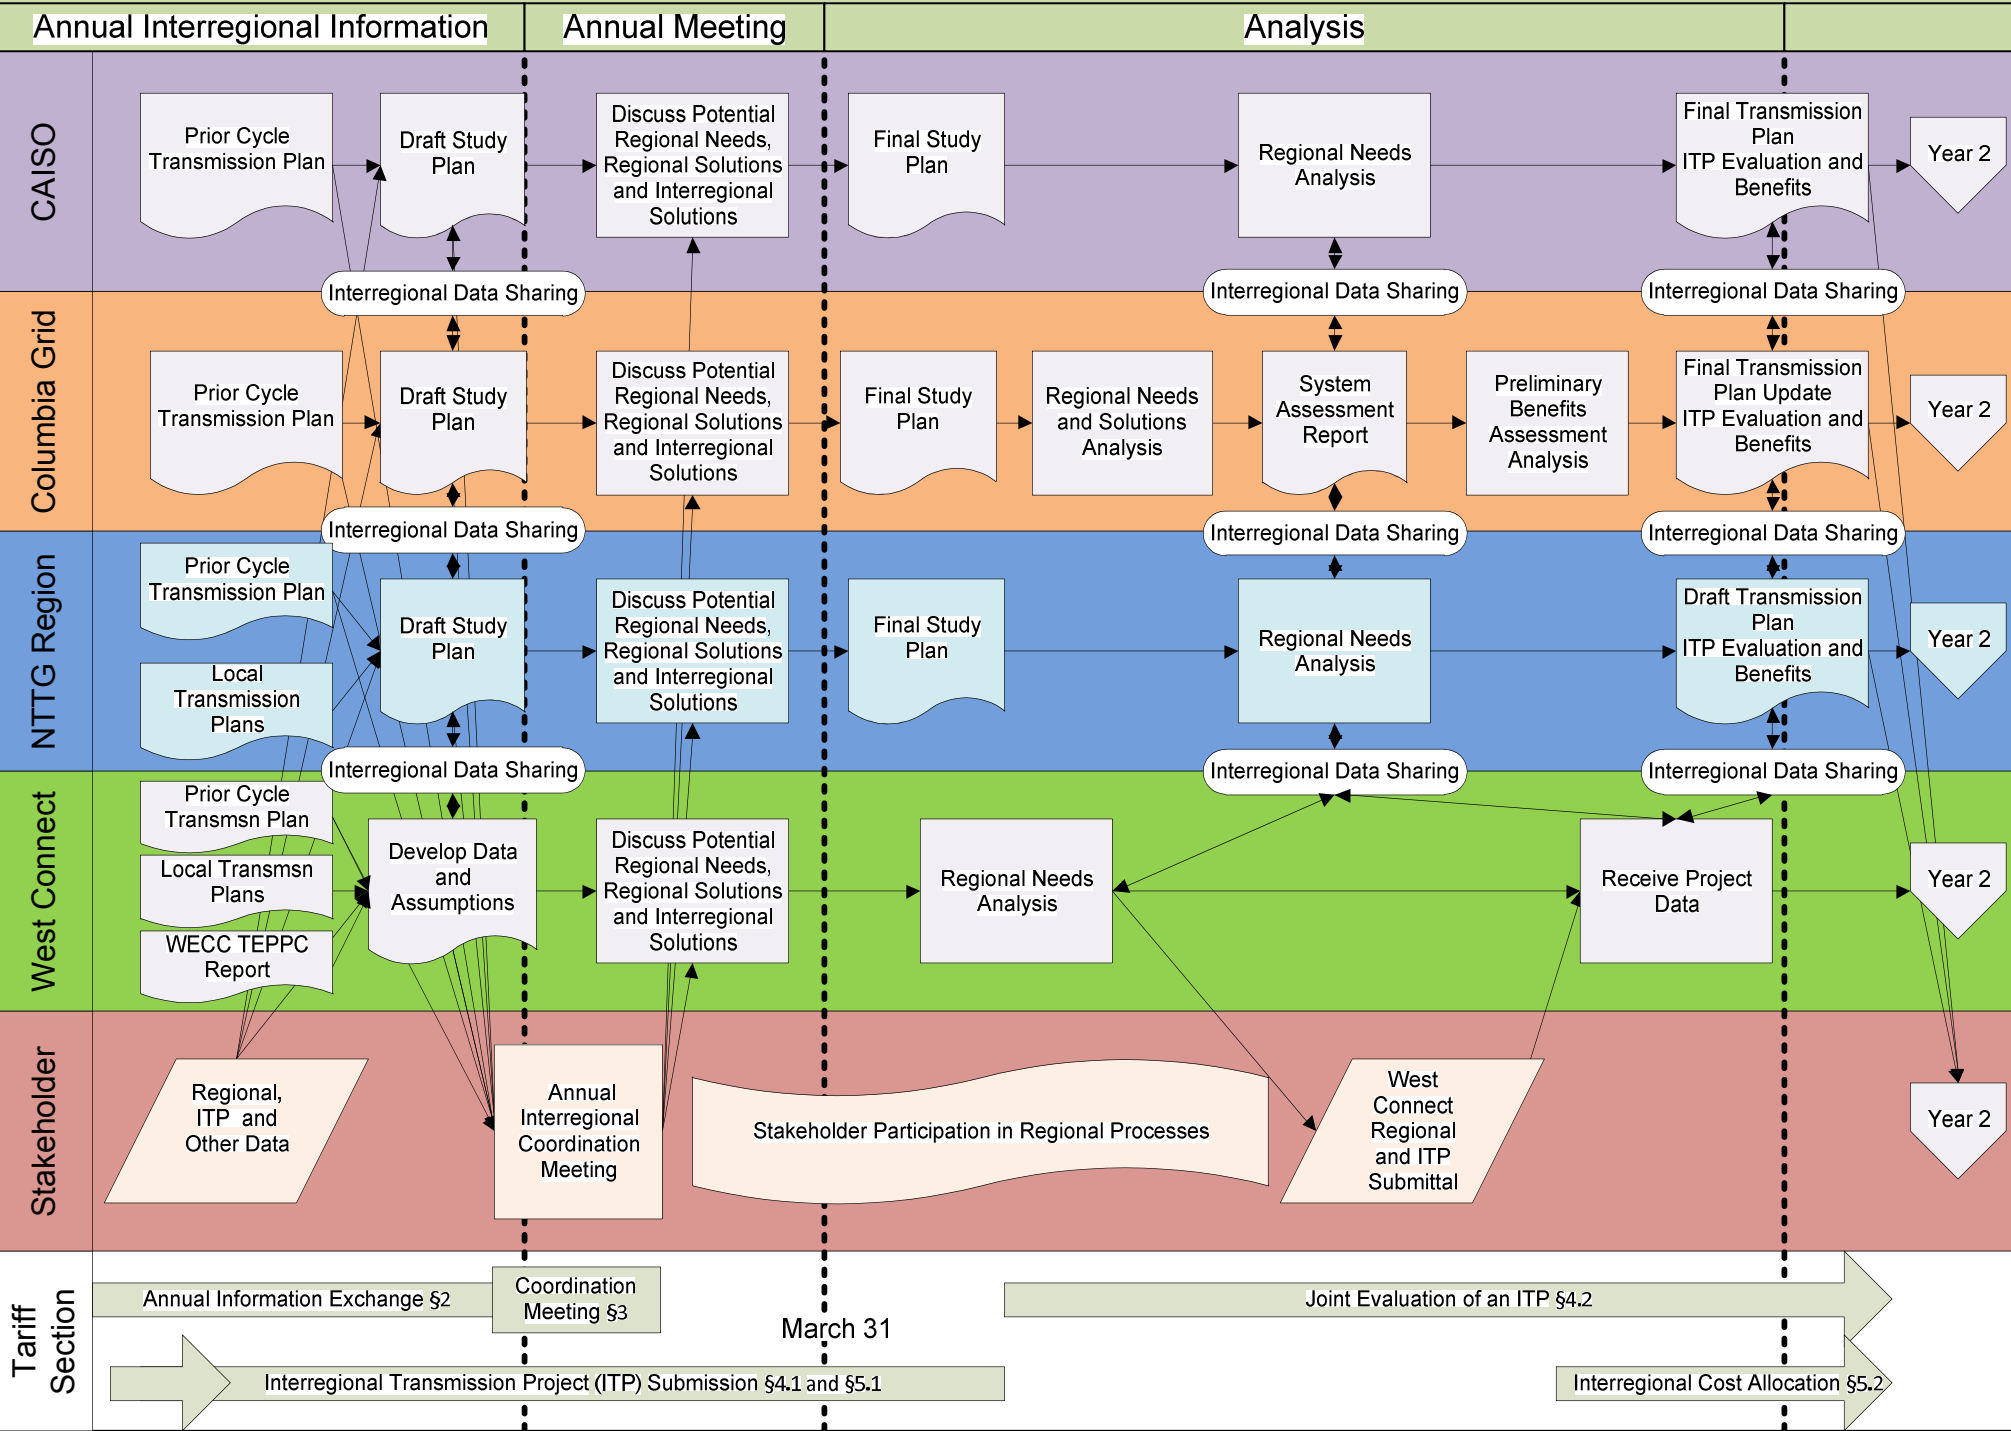 Annual Interregional Information
Annual Meeting
Analysis
CAISO
Prior Cycle
Transmission Plan
Draft Study
Plan
Discuss Potential
Regional Needs,
Regional Solutions
and Interregional
Solutions
Final Study
Plan
Regional Needs
Analysis
Final Transmission
Plan
ITP Evaluation and
Benefits
Year 2
Interregional Data Sharing
Interregional Data Sharing
Interregional Data Sharing
Columbia Grid
Prior Cycle
Transmission Plan
Draft Study
Plan
Discuss Potential
Regional Needs,
Regional Solutions
and Interregional
Solutions
Final Study
Plan
Regional Needs
and Solutions
Analysis
System
Assessment
Report
Preliminary
Benefits
Assessment
Analysis
Final Transmission
Plan Update
ITP Evaluation and
Benefits
Year 2
Interregional Data Sharing
Interregional Data Sharing
Interregional Data Sharing
NTTG Region
Prior Cycle
Transmission Plan
Local
Transmission
Plans
Draft Study
Plan
Discuss Potential
Regional Needs,
Regional Solutions
and Interregional
Solutions
Final Study
Plan
Regional Needs
Analysis
Draft Transmission
Plan
ITP Evaluation and
Benefits
Year 2
Interregional Data Sharing
Interregional Data Sharing
Interregional Data Sharing
West Connect
Prior Cycle
Transmsn Plan
Local Transmsn
Plans
WECC TEPPC
Report
Develop Data
and
Assumptions
Discuss Potential
Regional Needs,
Regional Solutions
and Interregional
Solutions
Regional Needs
Analysis
Receive Project
Data
Year 2
Stakeholder
Regional,
ITP and
Other Data
Annual
Interregional
Coordination
Meeting
Stakeholder Participation in Regional Processes
West
Connect
Regional
and ITP
Submittal
Year 2
Tariff
Section
Annual Information Exchange §2
Coordination
Meeting §3
March 31
Joint Evaluation of an ITP §4.2
Interregional Transmission Project (ITP) Submission §4.1 and §5.1
Interregional Cost Allocation §5.2